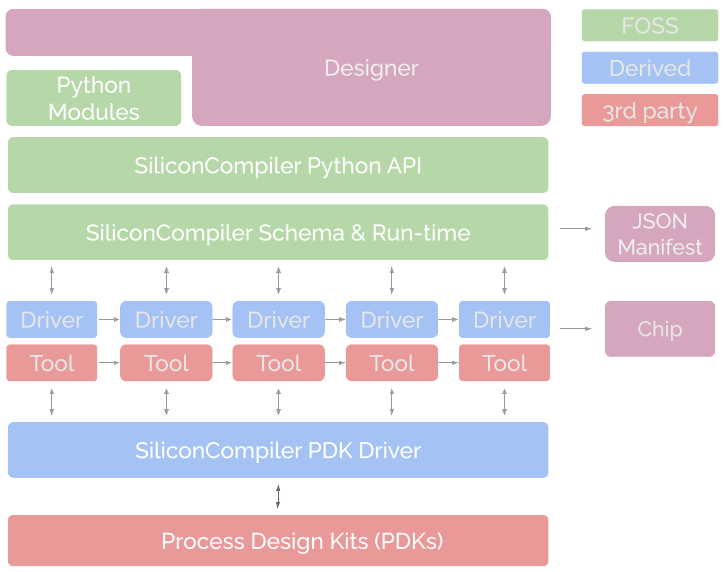 Designer
FOSS
Derived
3rd party
Python
Modules
SiliconCompiler Python API
SiliconCompiler Schema & Run-time
JSON
Manifest
Driver Driver Driver Driver Driver
Chip
Tool Tool Tool Tool Tool
SiliconCompiler PDK Driver
Process Design Kits (PDKs)